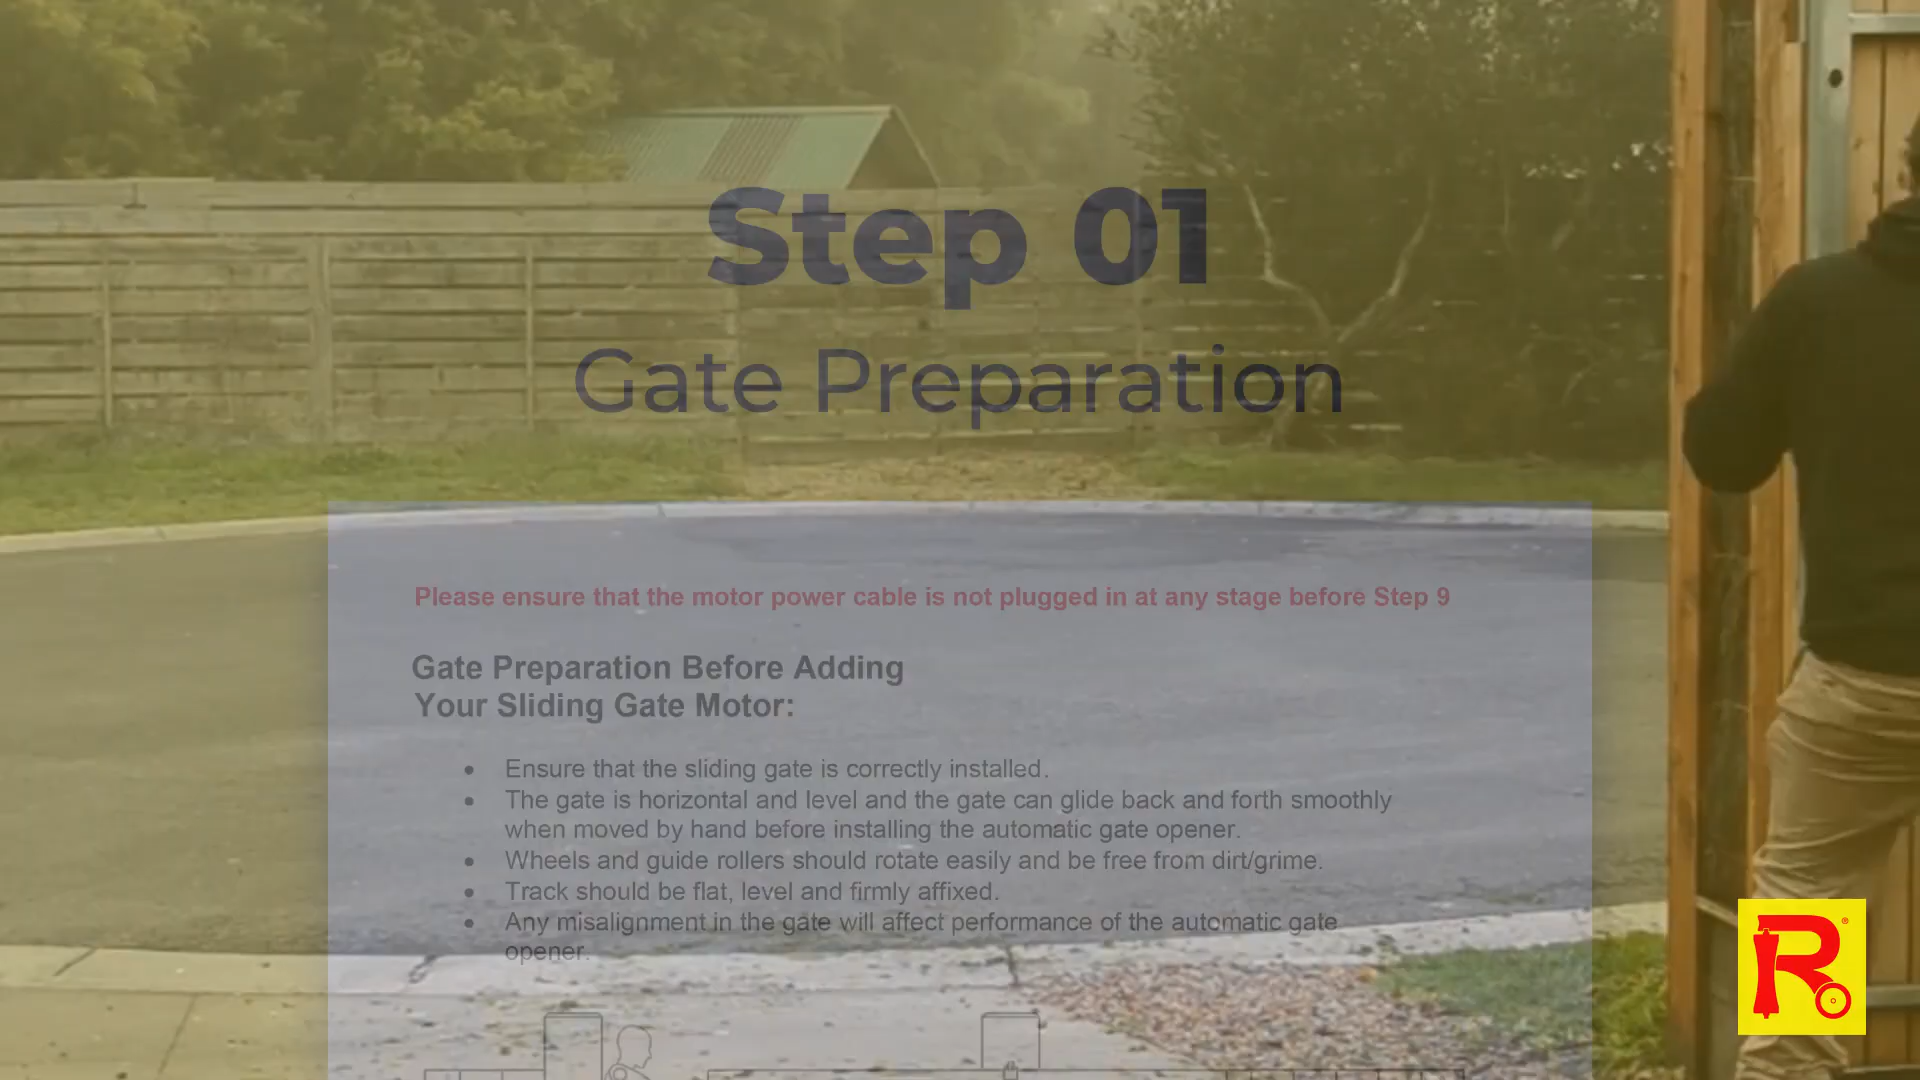 Step 01
Gate Preparation
Please ensure that the motor power cable is not plugged in at any stage before Step 9
Gate Preparation Before Adding
Your Sliding Gate Motor:
• Ensure that the sliding gate is correctly installed.
• The gate is horizontal and level and the gate can glide back and forth smoothly
when moved by hand before installing the automatic gate opener.
• Wheels and guide rollers should rotate easily and be free from dirt/grime.
• Track should be flat, level and firmly affixed.
• Any misalignment in the gate will affect performance of the automatic gate
opener.
R®